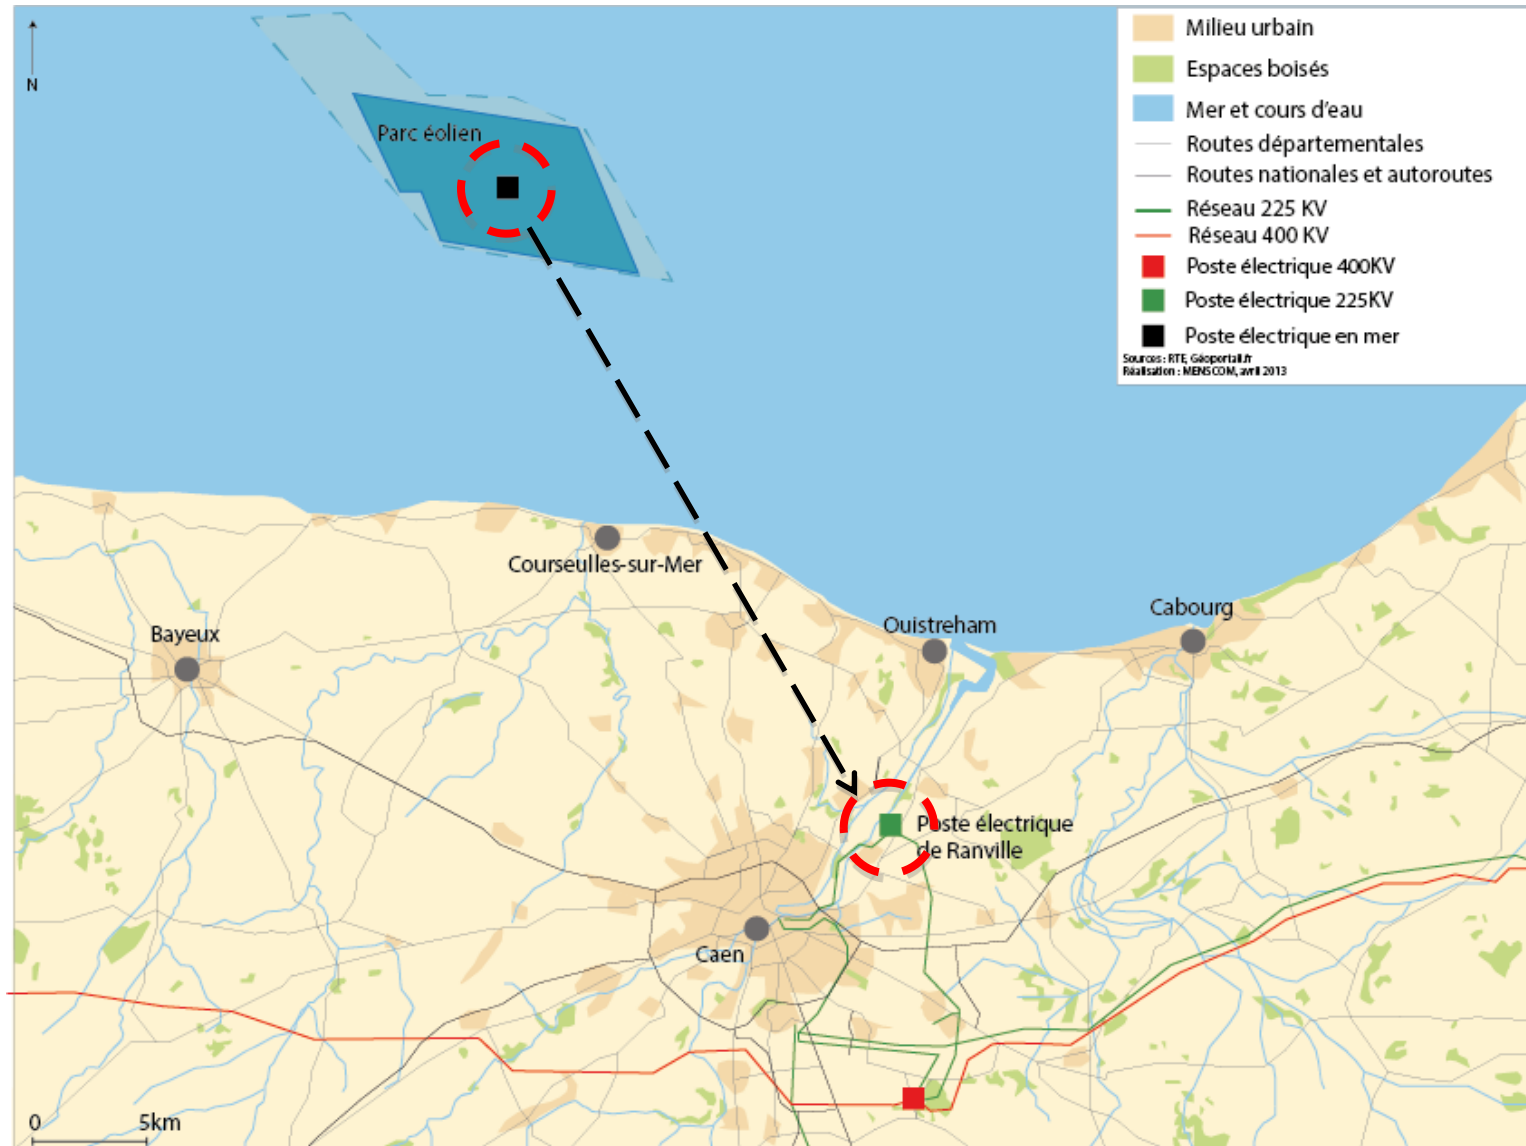 N
Parc éolien
Milieu urbain
Espaces boisés
Mer et cours d'eau
Routes départementales
Routes nationales et autoroutes
Réseau 225 KV
Réseau 400 KV
Poste électrique 400KV
Poste électrique 225KV
Poste électrique en mer
Sources : RTE, Géoportail.fr
Réalisation : MENSCOM, avril 2013
Courseulles-sur-Mer
Bayeux
Ouistreham
Cabourg
Poste électrique
de Ranville
Caen
0 5km